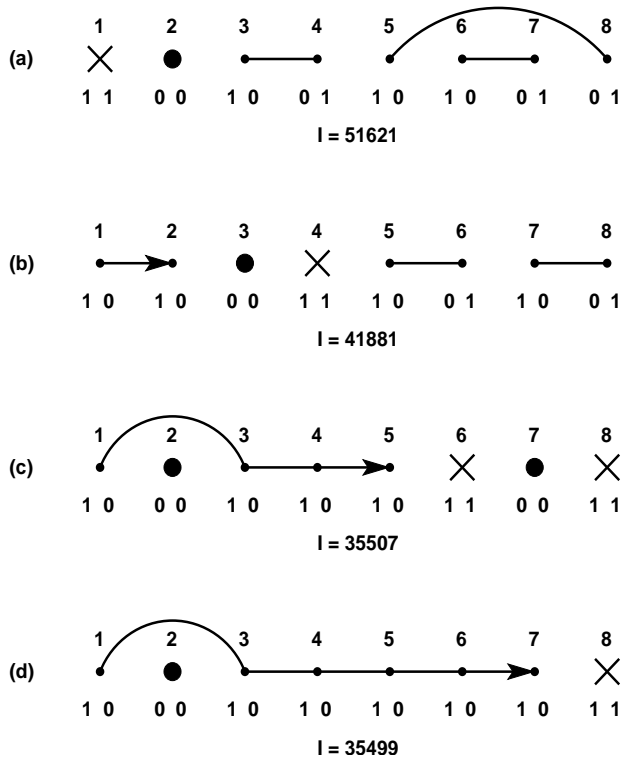 1 2 3 4 5 6 7 8
(a)
1 1 0 0 1 0 0 1 1 0 1 0 0 1 0 1
I = 51621
1 2 3 4 5 6 7 8
(b)
1 0 1 0 0 0 1 1 1 0 0 1 1 0 0 1
I = 41881
1 2 3 4 5 6 7 8
(c)
1 0 0 0 1 0 1 0 1 0 1 1 0 0 1 1
I = 35507
1 2 3 4 5 6 7 8
(d)
1 0 0 0 1 0 1 0 1 0 1 0 1 0 1 1
I = 35499